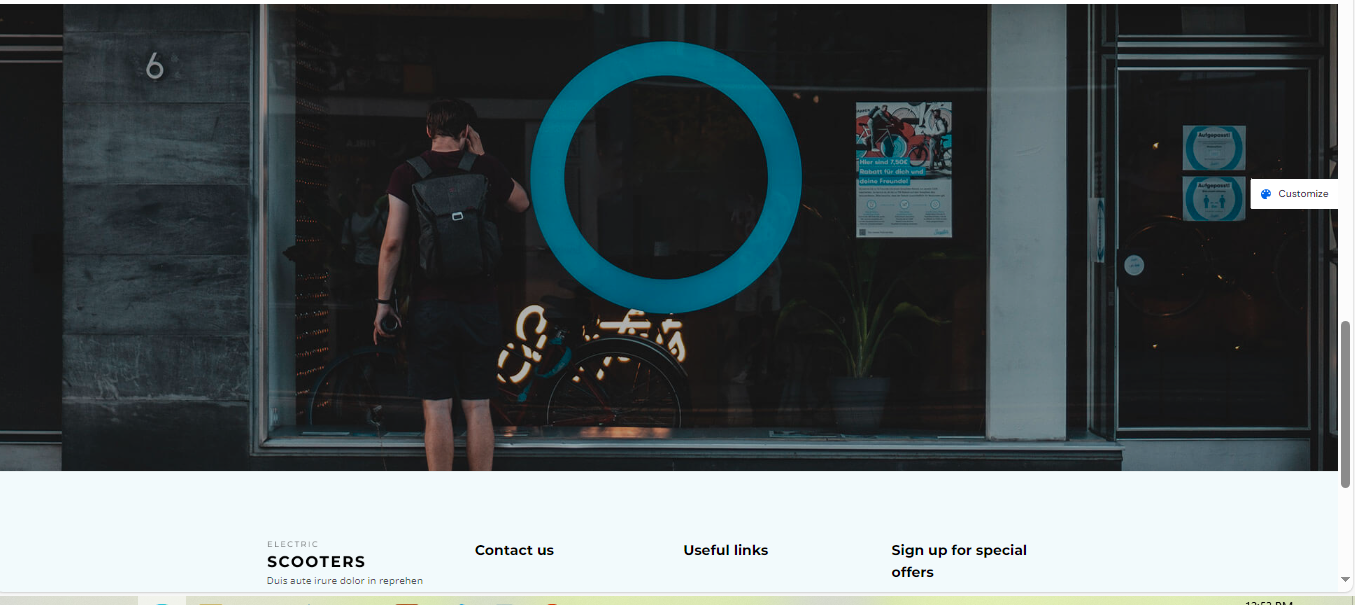 6
Hier sind 7,50€
Rabatt für dich und
deine Freunde!
Aufgepasst!
Aufgepasst!
Customize
ELECTRIC
SCOOTERS
Duis aute irure dolor in reprehen
Contact us
Useful links
Sign up for special
offers